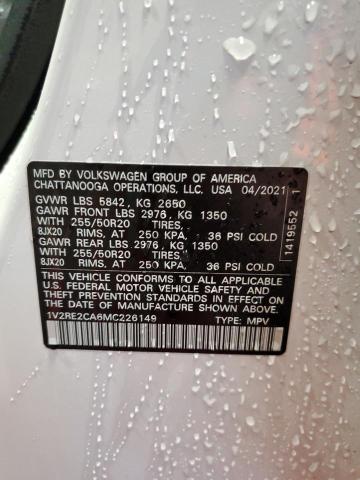 MFD BY VOLKSWAGEN GROUP OF AMERICA
CHATTANOOGA OPERATIONS, LLC. USA 04/2021
GVWR LBS 5842, KG 2650
GAWR FRONT LBS 2976, KG 1350
WITH 255/50R20 TIRES,
8JX20 RIMS, AT 250 KPA, 36 PSI COLD
GAWR REAR LBS 2976, KG 1350
WITH 255/50R20 TIRES,
8JX20 RIMS, AT 250 KPA, 36 PSI COLD
THIS VEHICLE CONFORMS TO ALL APPLICABLE
U.S. FEDERAL MOTOR VEHICLE SAFETY AND
THEFT PREVENTION STANDARDS IN EFFECT ON
THE DATE OF MANUFACTURE SHOWN ABOVE.
1V2RE2CA6MC226149 TYPE: MPV
1419552 1